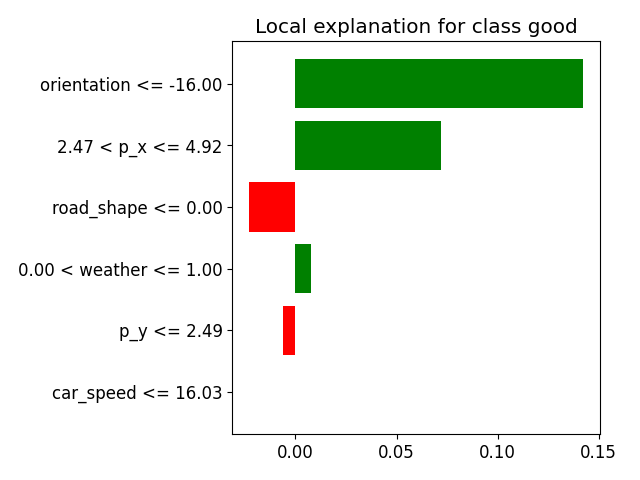 Local explanation for class good
orientation <= -16.00
2.47 < p_x <= 4.92
road_shape <= 0.00
0.00 < weather <= 1.00
p_y <= 2.49
car_speed <= 16.03
0.00 0.05 0.10 0.15